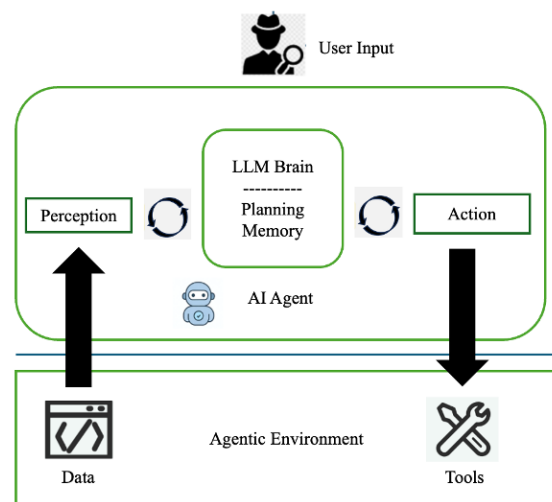 User Input
LLM Brain
----------
Planning
Memory
Perception
Action
AI Agent
Agentic Environment
Data
Tools